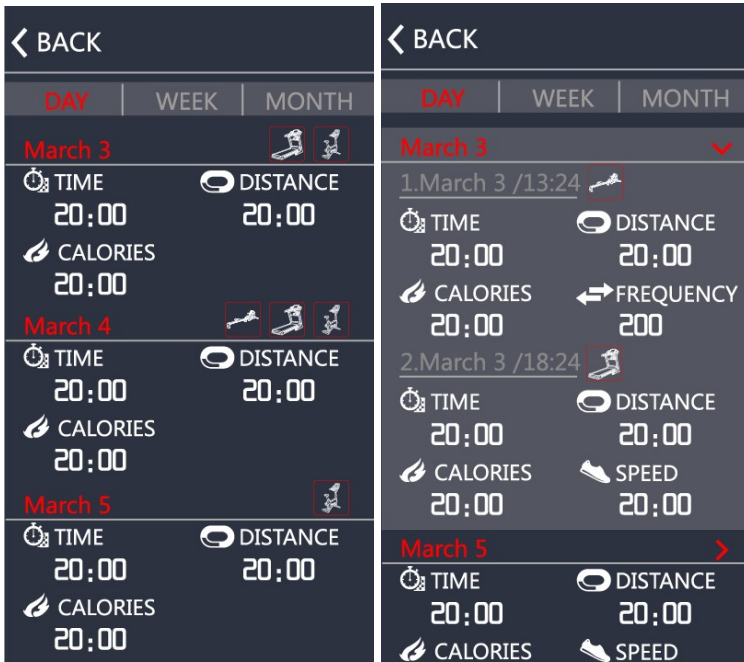 BACK
DAY WEEK MONTH
March 3
TIME DISTANCE
20:00 20:00
CALORIES
20:00
March 4
TIME DISTANCE
20:00 20:00
CALORIES
20:00
March 5
TIME DISTANCE
20:00 20:00
CALORIES
20:00
BACK
DAY WEEK MONTH
March 3
1.March 3 /13:24
TIME DISTANCE
20:00 20:00
CALORIES FREQUENCY
20:00 200
2.March 3 /18:24
TIME DISTANCE
20:00 20:00
CALORIES SPEED
20:00 20:00
March 5
TIME DISTANCE
20:00 20:00
CALORIES SPEED